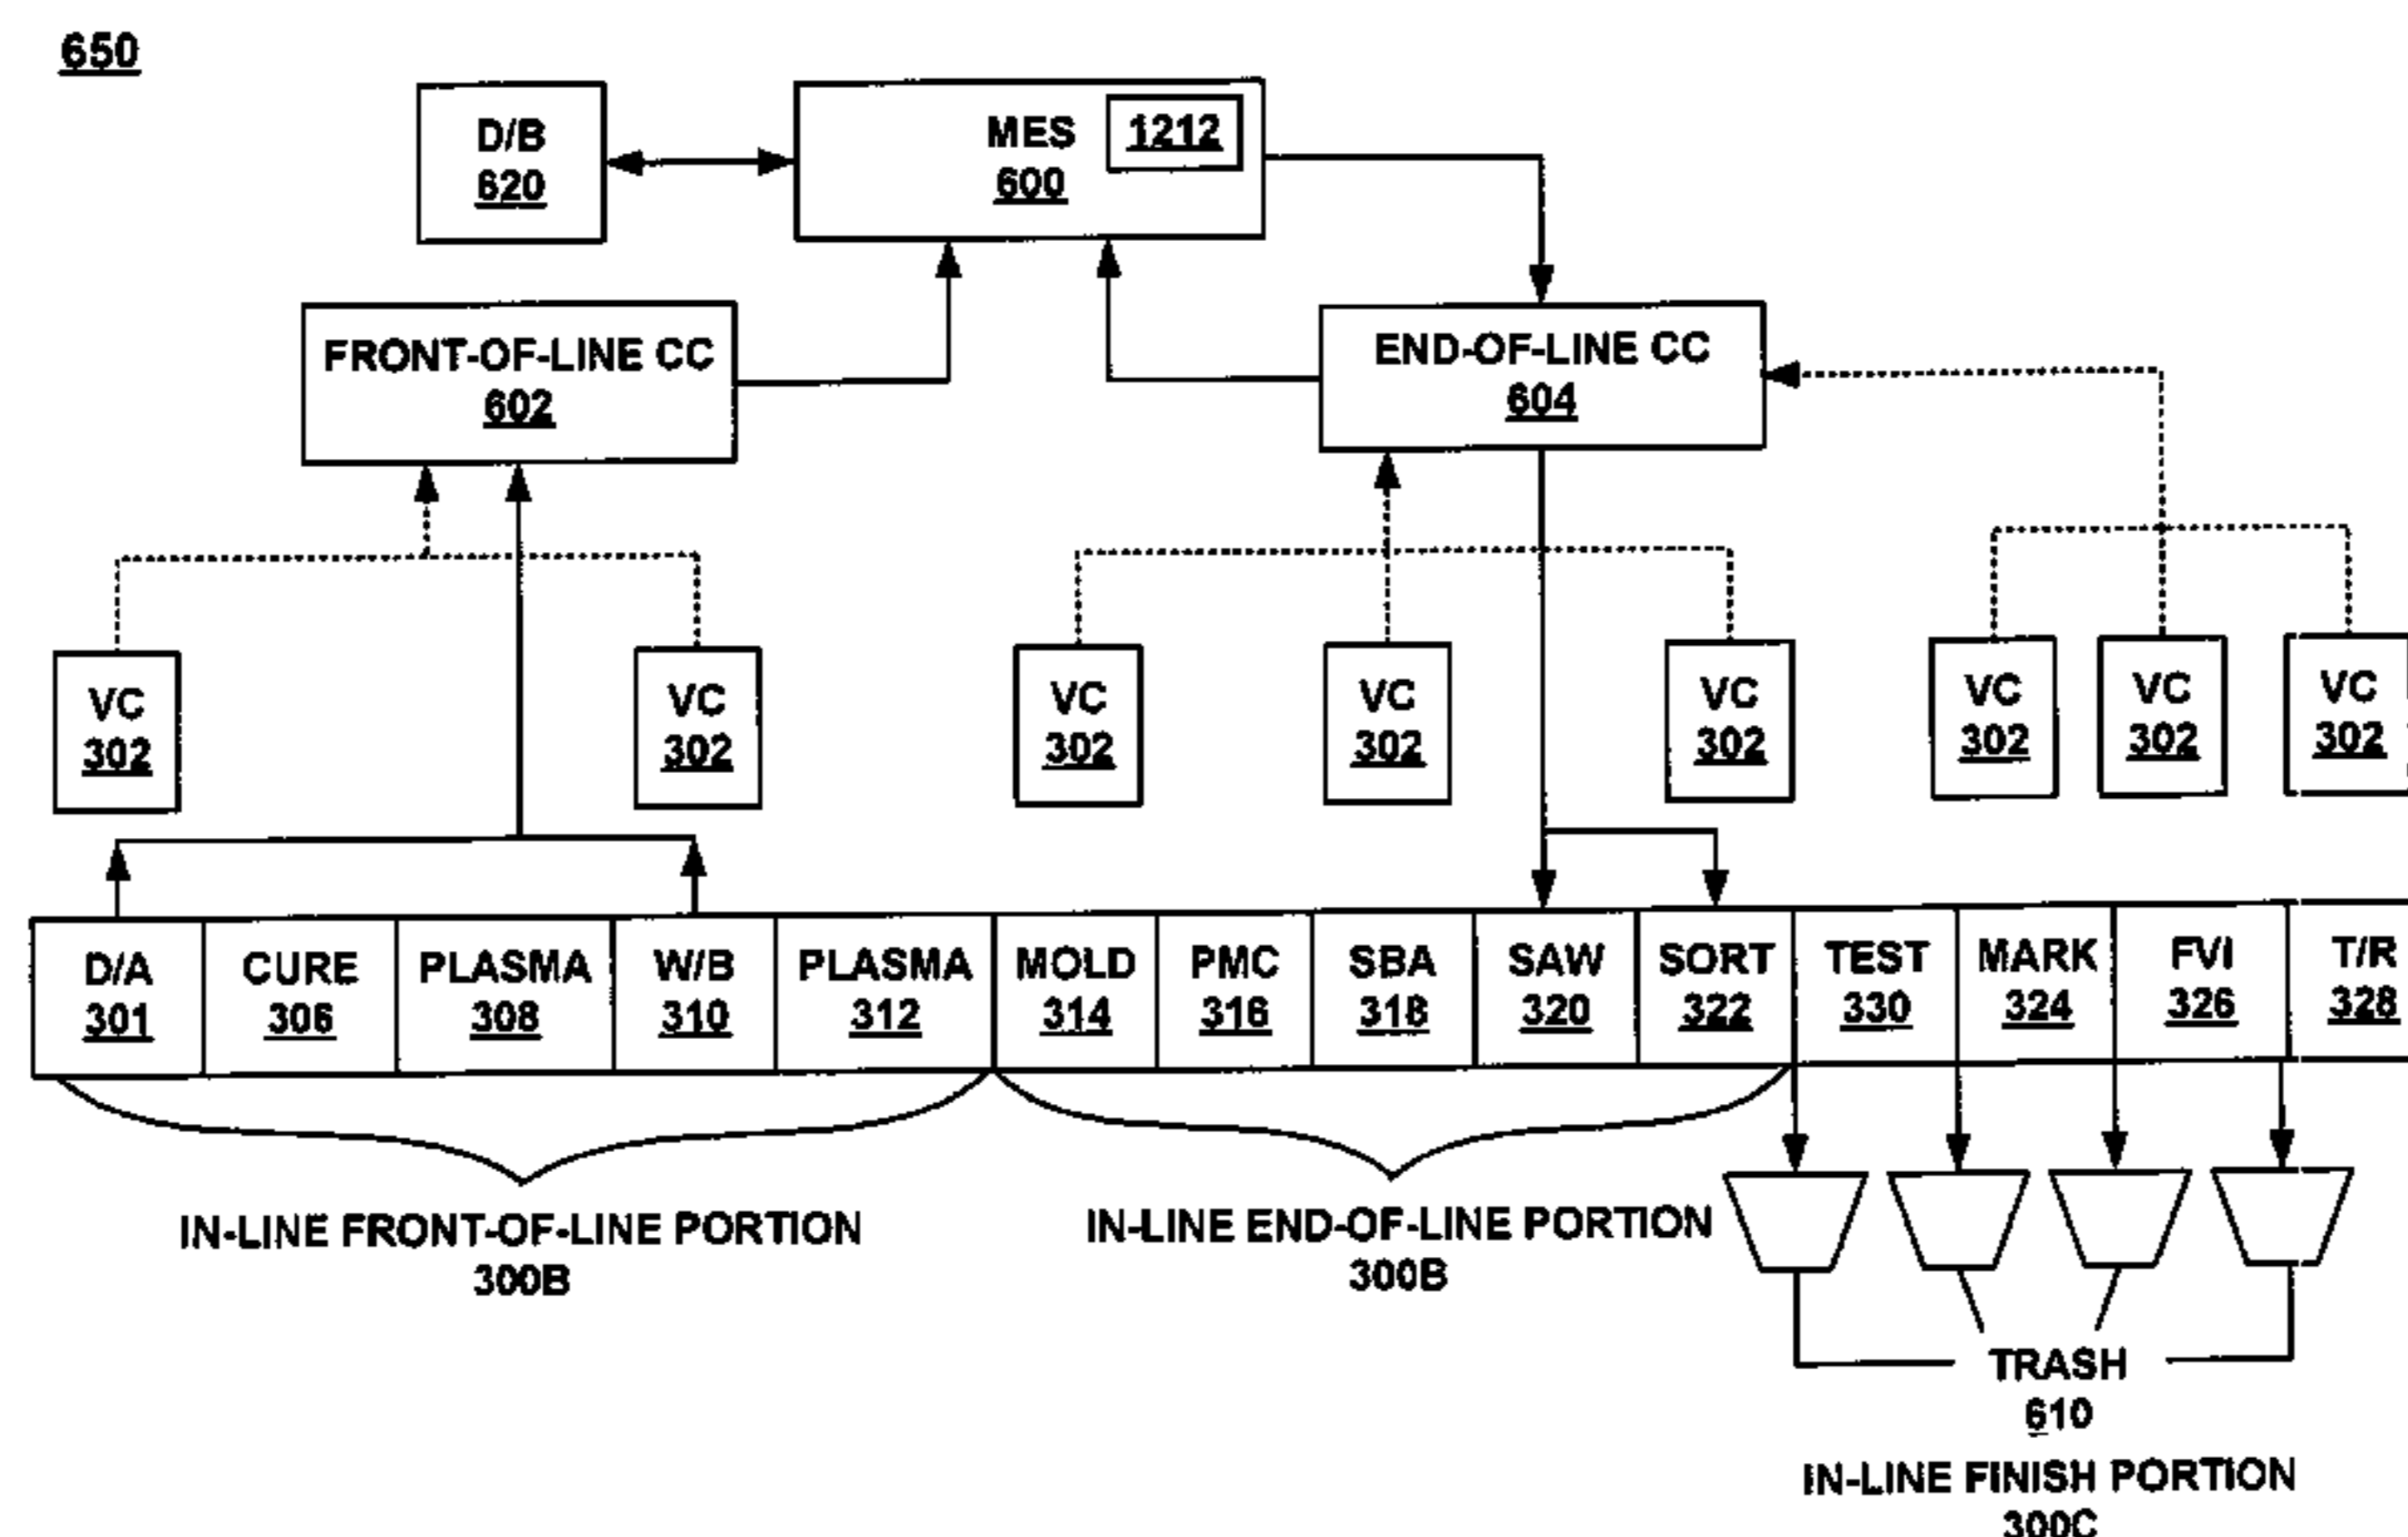 650
D/B
620
MES
600
1212
FRONT-OF-LINE CC
602
END-OF-LINE CC
604
VC
302
VC
302
VC
302
VC
302
VC
302
VC
302
VC
302
VC
302
D/A
301
CURE
306
PLASMA
308
W/B
310
PLASMA
312
MOLD
314
PMC
316
SBA
318
SAW
320
SORT
322
TEST
330
MARK
324
FVI
326
T/R
328
IN-LINE FRONT-OF-LINE PORTION
300B
IN-LINE END-OF-LINE PORTION
300B
TRASH
610
IN-LINE FINISH PORTION
300C